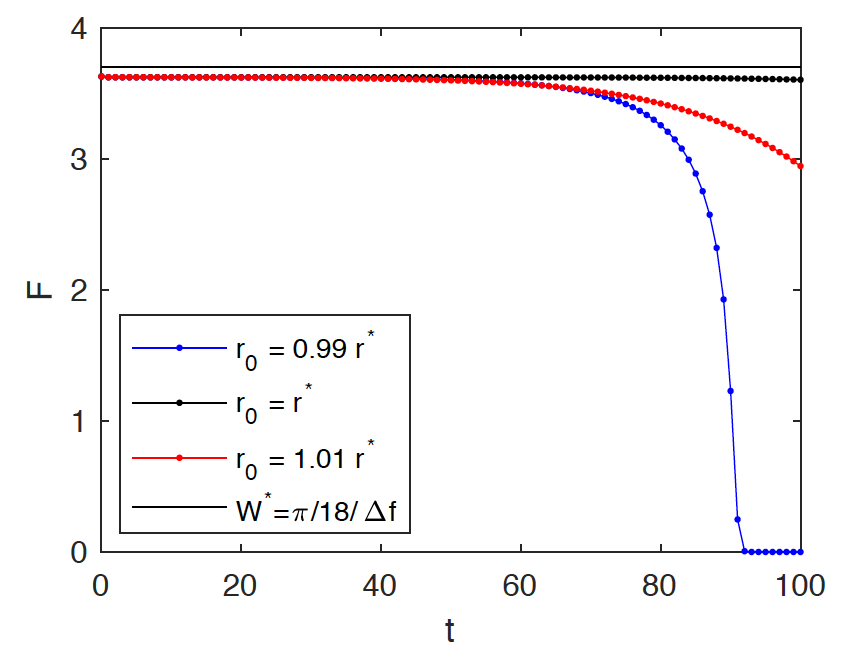 4
3
2
1
0
F
r0 = 0.99 r*
r0 = r*
r0 = 1.01 r*
W*=π/18/ Δf
0 20 40 60 80 100
t